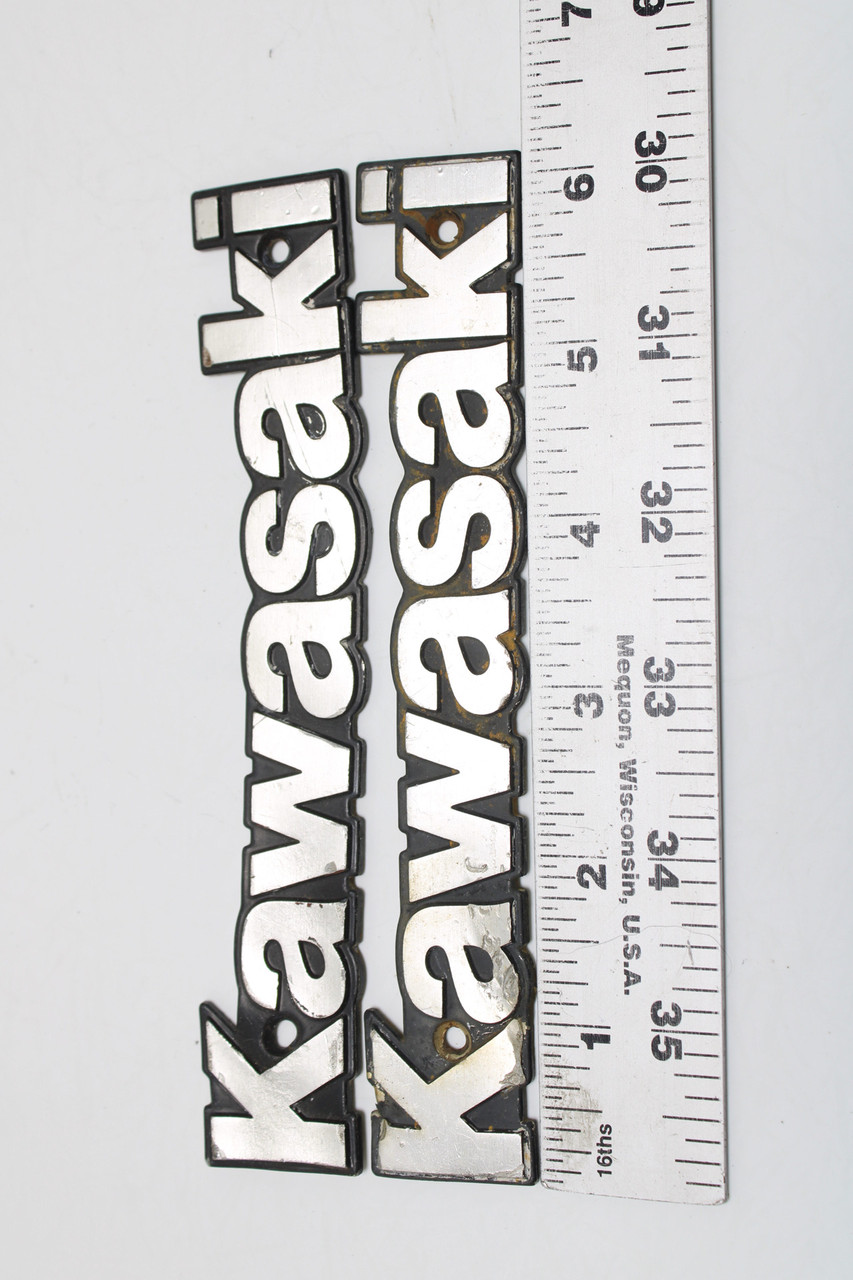 Kawasaki
Kawasaki
16ths
1 2 3 4 5 6 7
Mequon, Wisconsin, U.S.A.
35 34 33 32 31 30